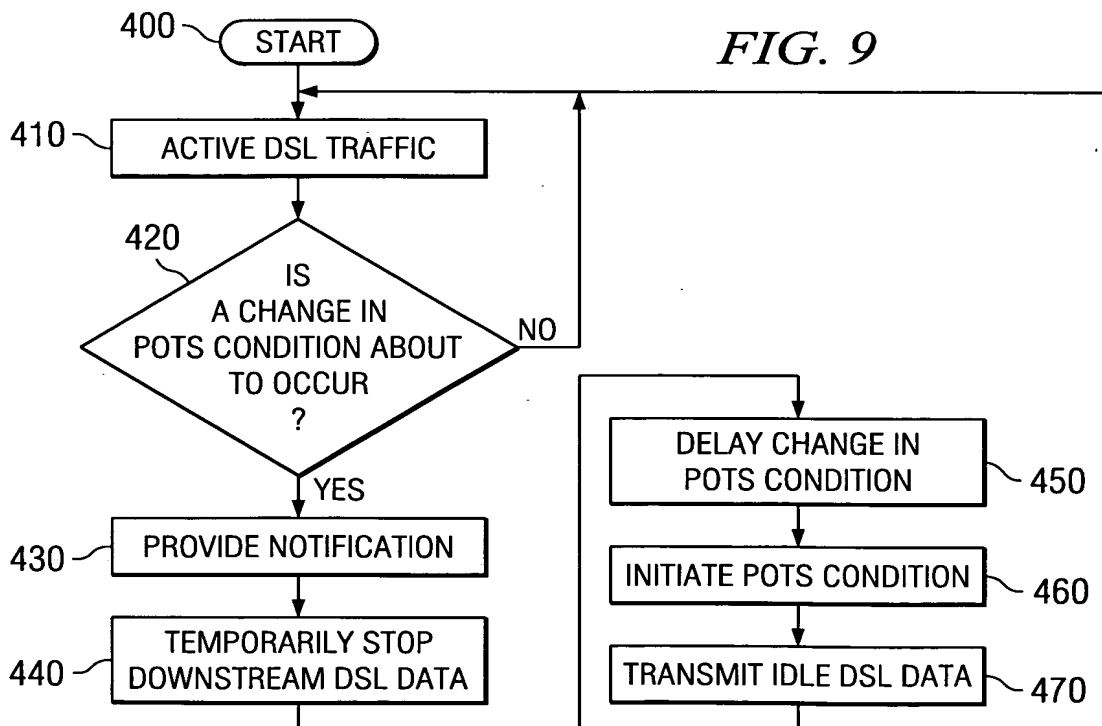 FIG. 9
400
START
410
ACTIVE DSL TRAFFIC
420
IS
A CHANGE IN
POTS CONDITION ABOUT
TO OCCUR
?
NO
YES
430
PROVIDE NOTIFICATION
440
TEMPORARILY STOP
DOWNSTREAM DSL DATA
DELAY CHANGE IN
POTS CONDITION
450
INITIATE POTS CONDITION
460
TRANSMIT IDLE DSL DATA
470